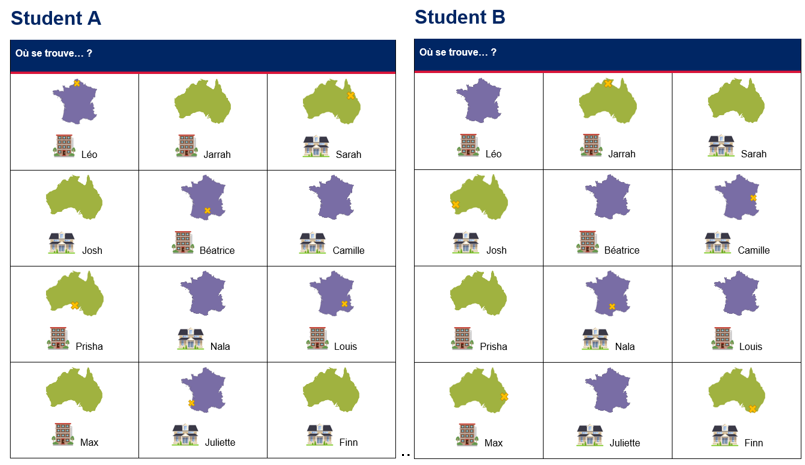 Student A
Où se trouve… ?
Léo
Jarrah
Sarah
Josh
Béatrice
Camille
Prisha
Nala
Louis
Max
Juliette
Finn
..
Student B
Où se trouve… ?
Léo
Jarrah
Sarah
Josh
Béatrice
Camille
Prisha
Nala
Louis
Max
Juliette
Finn